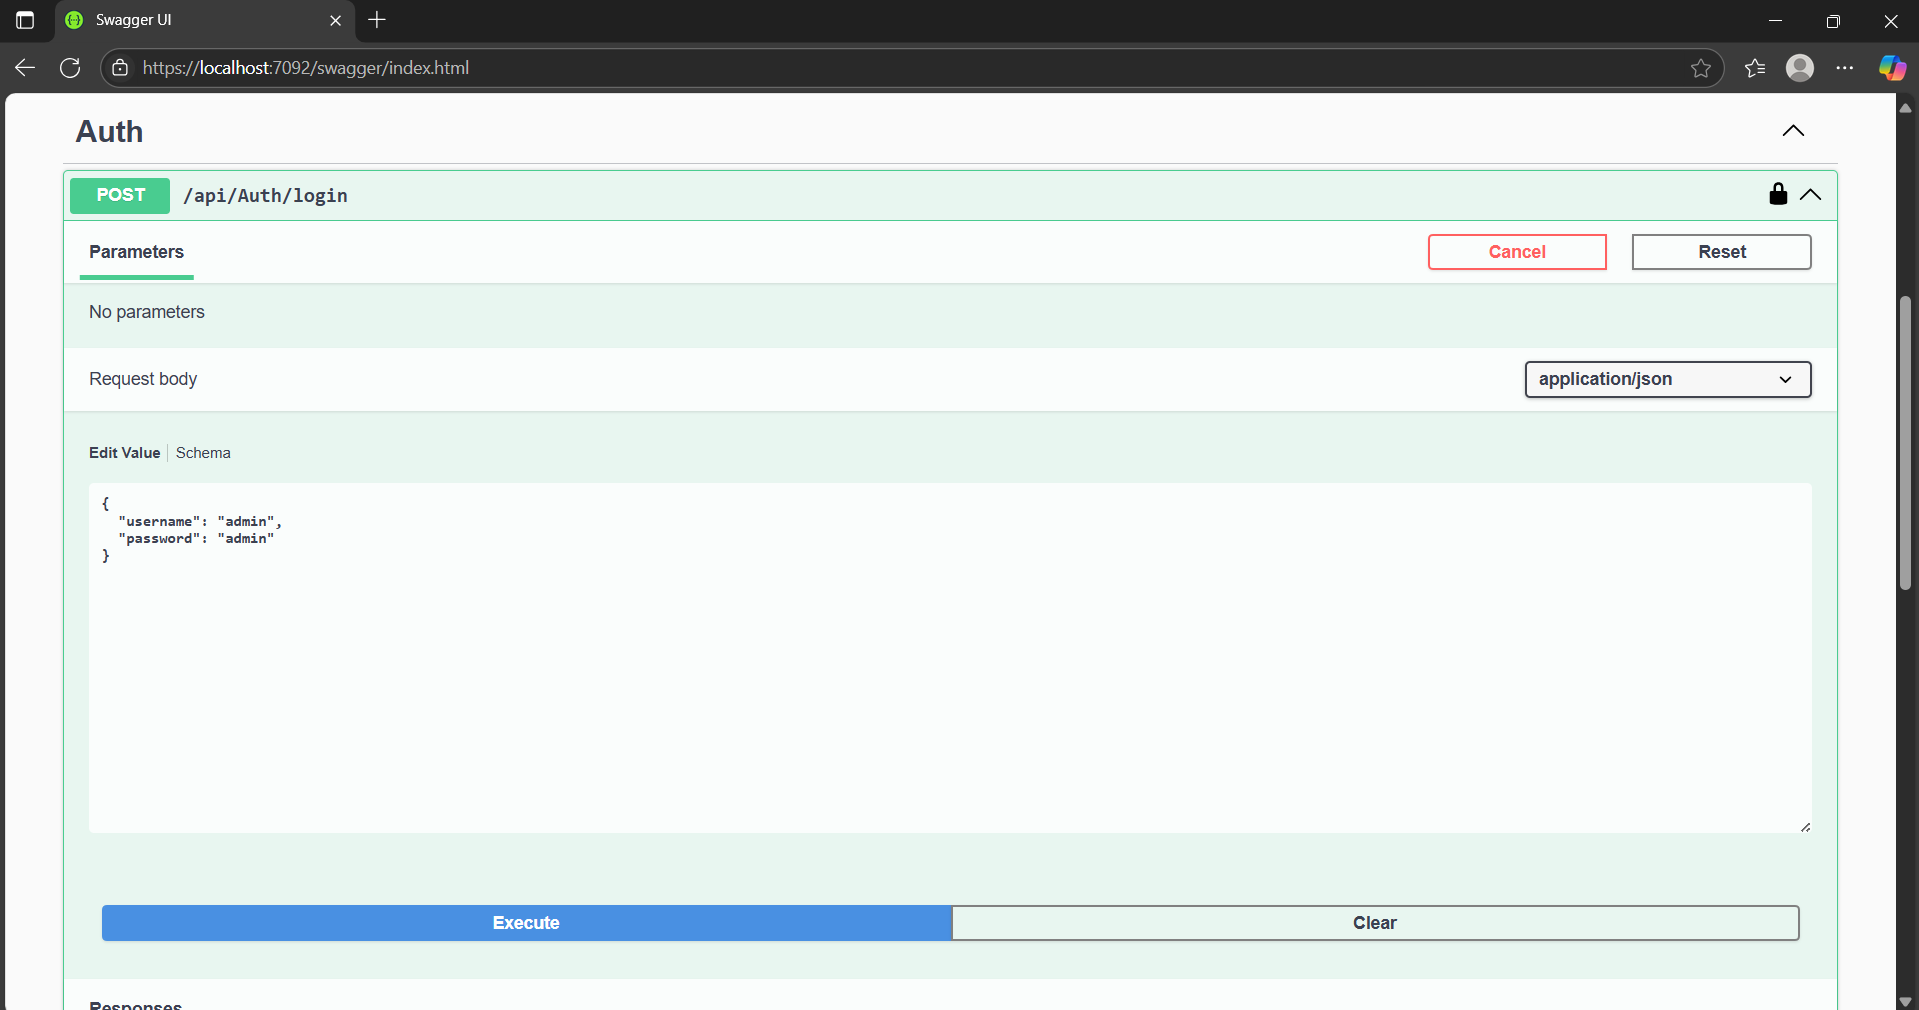 Swagger UI
https://localhost:7092/swagger/index.html
Auth
POST /api/Auth/login
Parameters
Cancel
Reset
No parameters
Request body
application/json
Edit Value
Schema
{
  "username": "admin",
  "password": "admin"
}
Execute
Clear
Responses